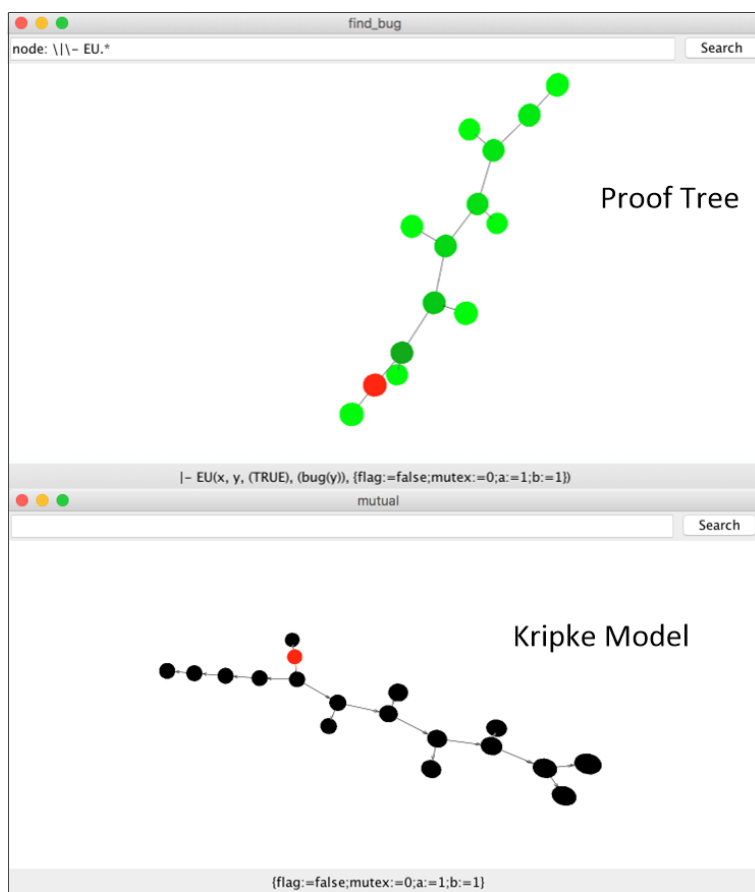 find_bug
node: \|\- EU.*
Search
Proof Tree
|- EU(x, y, (TRUE), (bug(y)), {flag:=false;mutex:=0;a:=1;b:=1})
mutual
Search
Kripke Model
{flag:=false;mutex:=0;a:=1;b:=1}